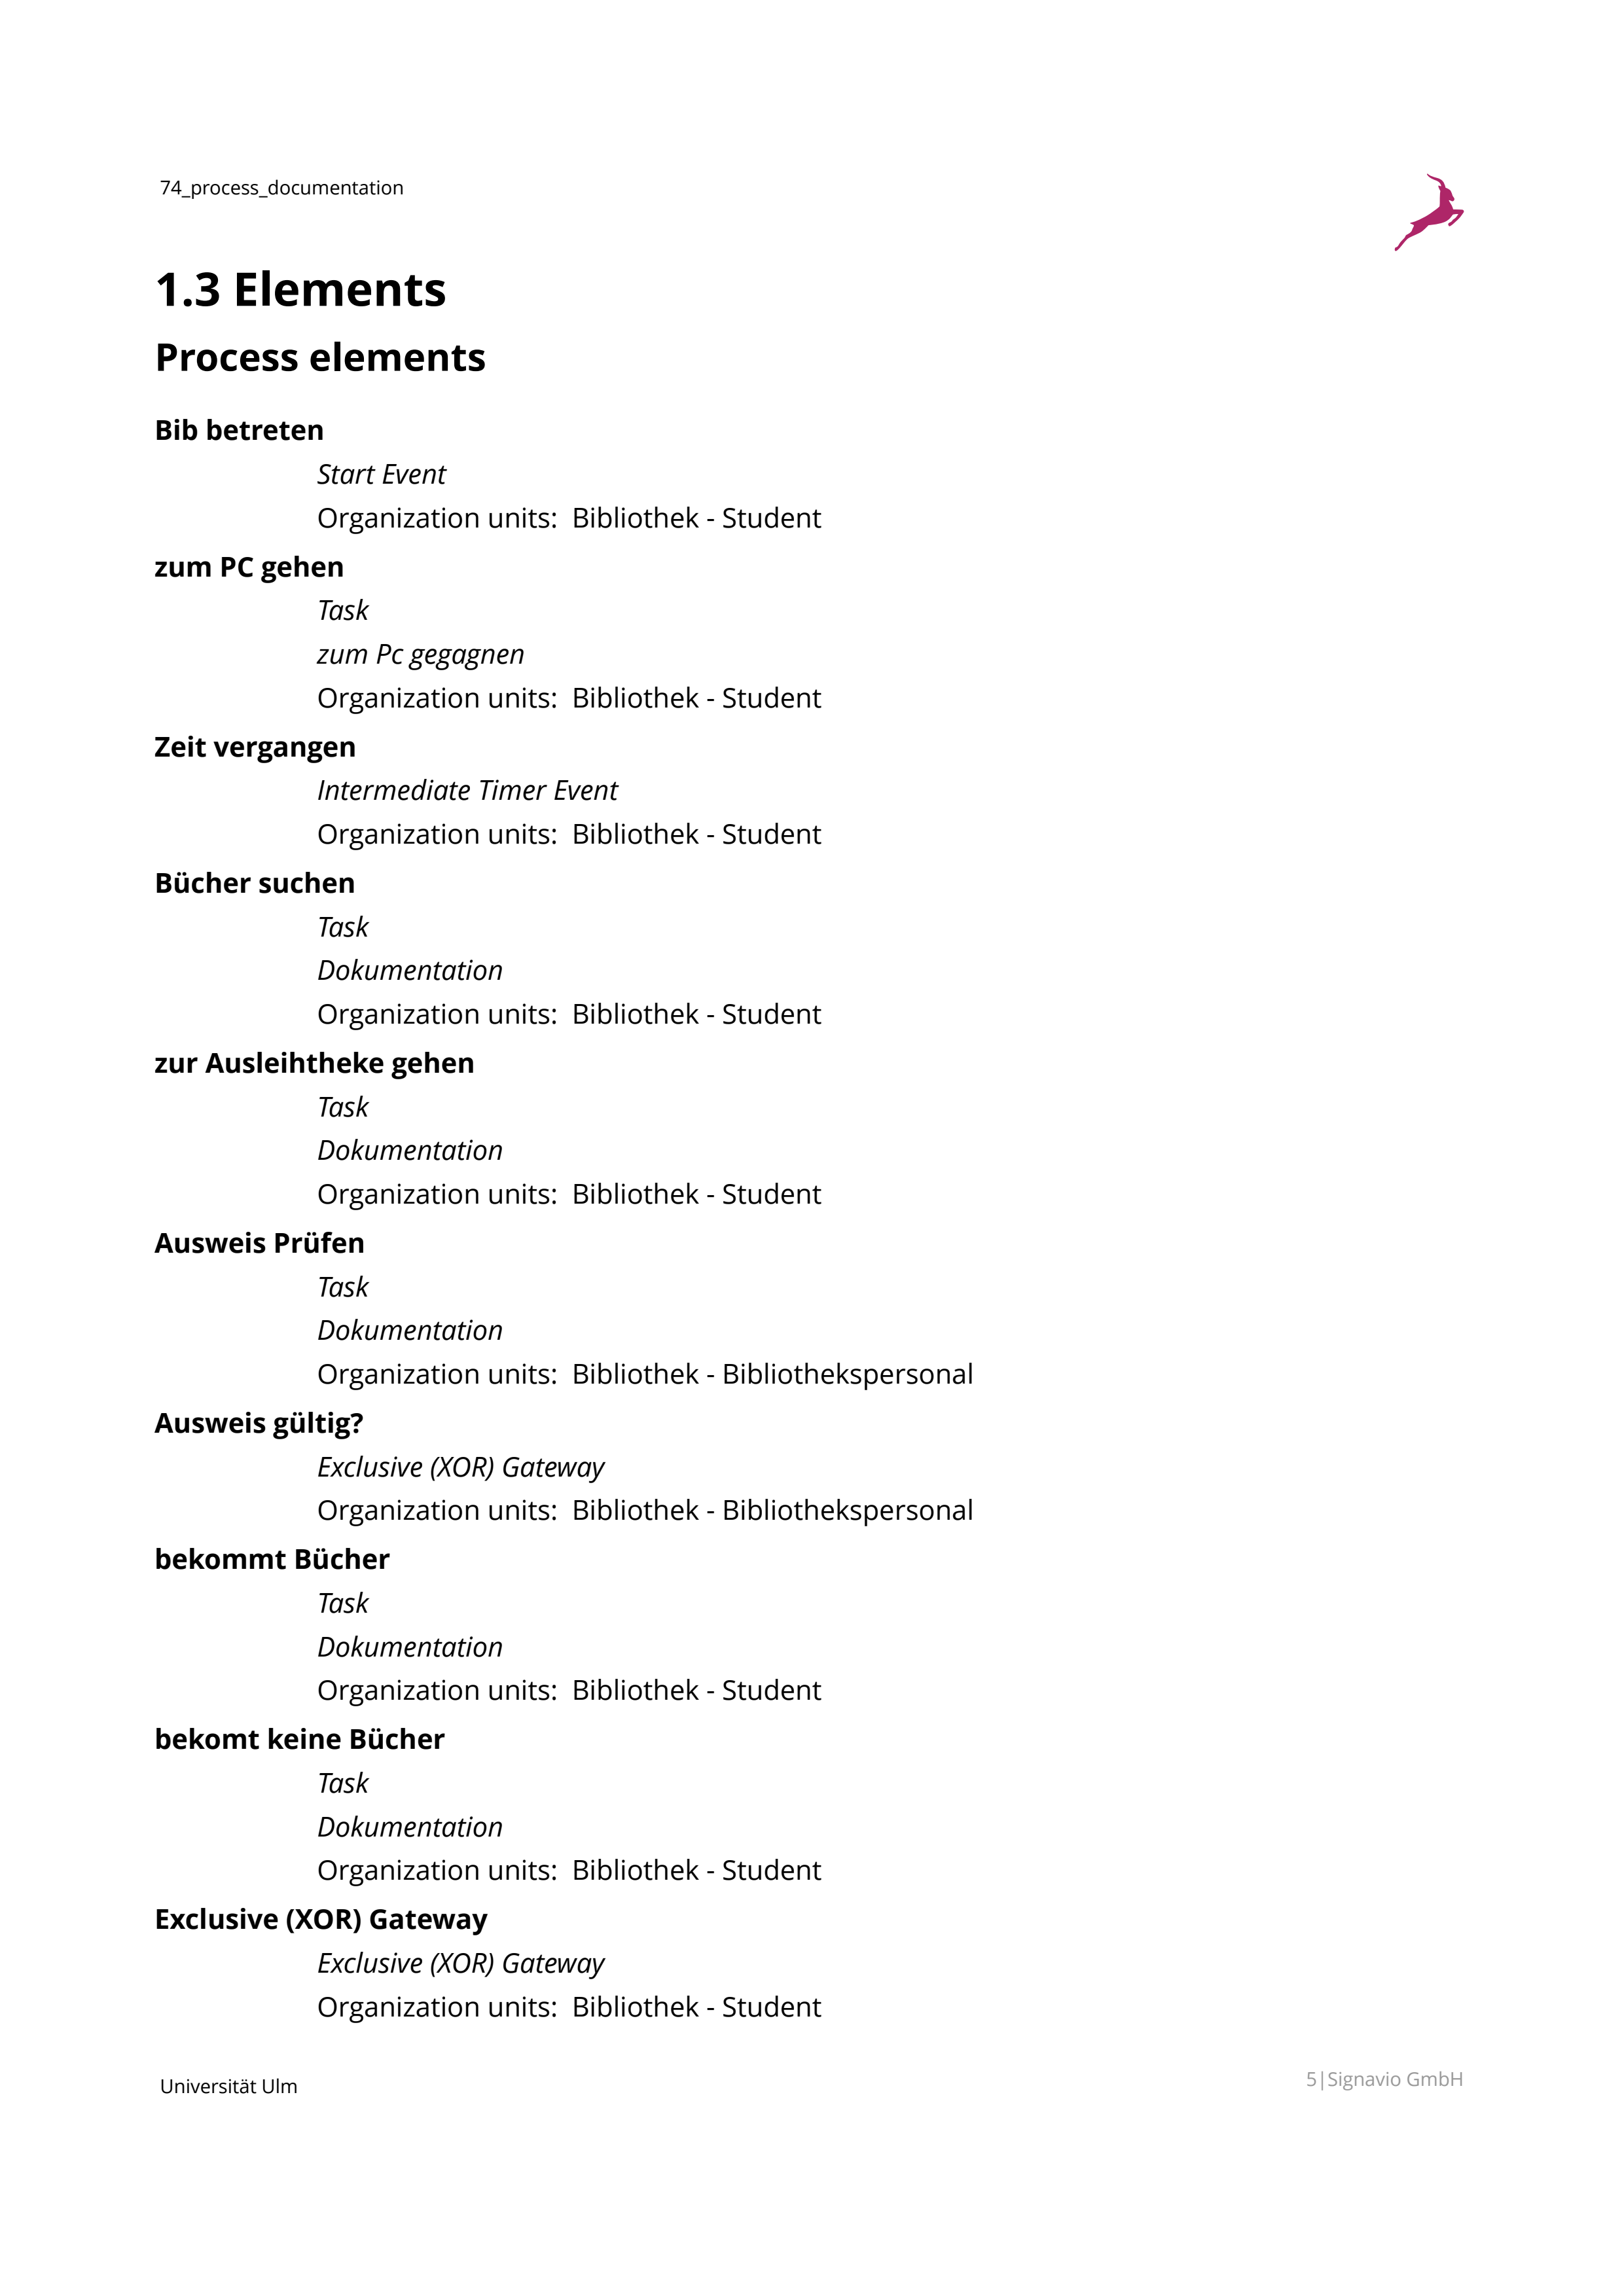 74_process_documentation
1.3 Elements
Process elements
Bib betreten
Start Event
Organization units:  Bibliothek - Student
zum PC gehen
Task
zum Pc gegagnen
Organization units:  Bibliothek - Student
Zeit vergangen
Intermediate Timer Event
Organization units:  Bibliothek - Student
Bücher suchen
Task
Dokumentation
Organization units:  Bibliothek - Student
zur Ausleihtheke gehen
Task
Dokumentation
Organization units:  Bibliothek - Student
Ausweis Prüfen
Task
Dokumentation
Organization units:  Bibliothek - Bibliothekspersonal
Ausweis gültig?
Exclusive (XOR) Gateway
Organization units:  Bibliothek - Bibliothekspersonal
bekommt Bücher
Task
Dokumentation
Organization units:  Bibliothek - Student
bekomt keine Bücher
Task
Dokumentation
Organization units:  Bibliothek - Student
Exclusive (XOR) Gateway
Exclusive (XOR) Gateway
Organization units:  Bibliothek - Student
Universität Ulm
5|Signavio GmbH